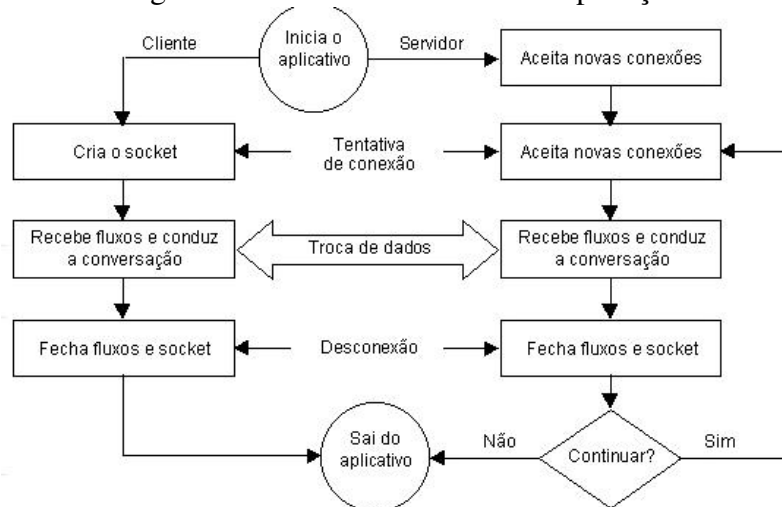 Cliente
Inicia o
aplicativo
Servidor
Aceita novas conexões
Cria o socket
Tentativa
de conexão
Aceita novas conexões
Recebe fluxos e conduz
a conversação
Troca de dados
Recebe fluxos e conduz
a conversação
Fecha fluxos e socket
Desconexão
Fecha fluxos e socket
Sai do
aplicativo
Não
Continuar?
Sim